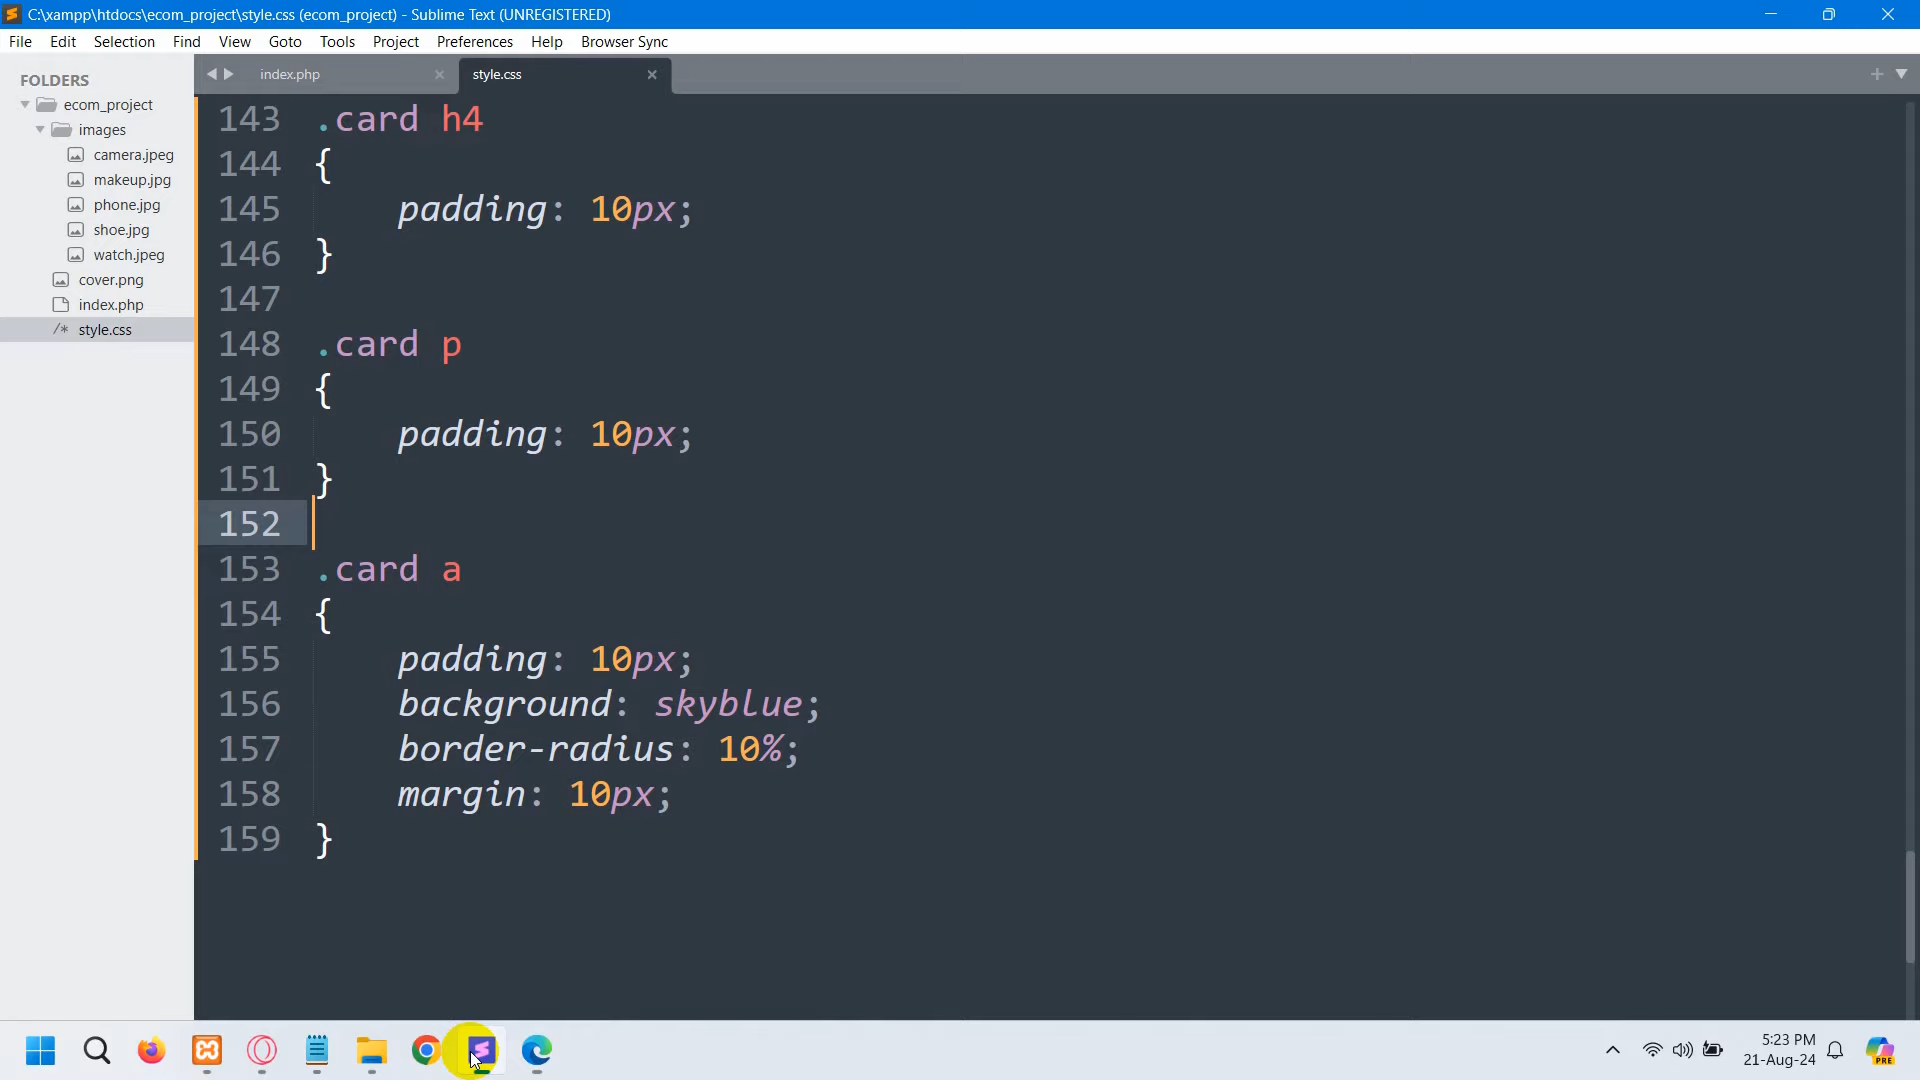 C:\xampp\htdocs\ecom_project\style.css (ecom_project) - Sublime Text (UNREGISTERED)
File Edit Selection Find View Goto Tools Project Preferences Help Browser Sync
FOLDERS
ecom_project
images
camera.jpeg
makeup.jpg
phone.jpg
shoe.jpg
watch.jpeg
cover.png
index.php
/* style.css
index.php
style.css
143 .card h4
144 {
145 padding: 10px;
146 }
147
148 .card p
149 {
150 padding: 10px;
151 }
152
153 .card a
154 {
155 padding: 10px;
156 background: skyblue;
157 border-radius: 10%;
158 margin: 10px;
159 }
5:23 PM
21-Aug-24
PRE